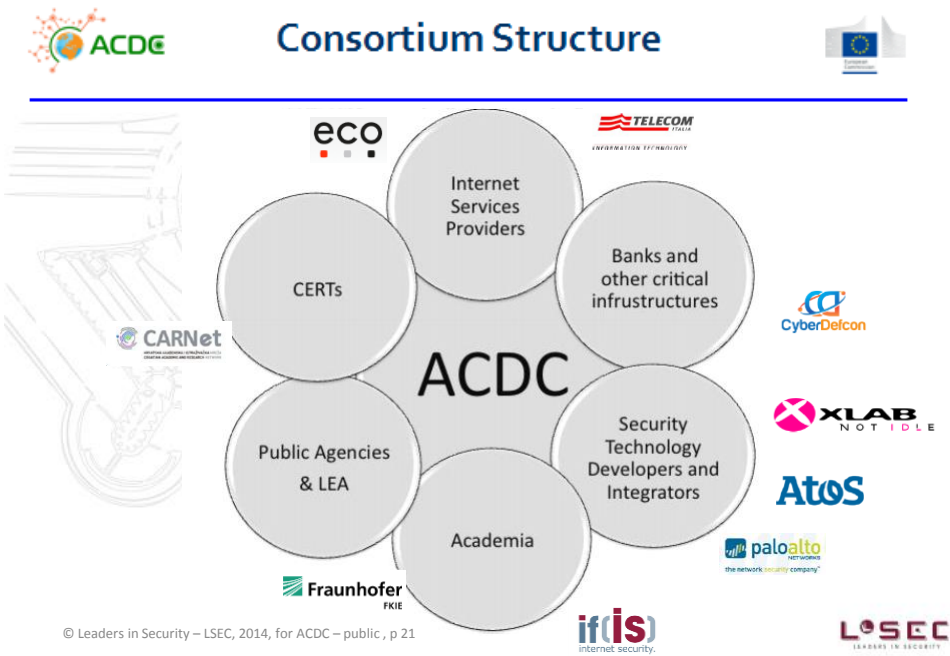 ACDC
Consortium Structure
European
Commission
eco
TELECOM
ITALIA
INFORMATION TECHNOLOGY
Internet
Services
Providers
CERTs
Banks and
other critical
infrustructures
CyberDefcon
CARNet
ACDC
XLAB
NOT IDLE
Public Agencies
& LEA
Security
Technology
Developers and
Integrators
AtoS
Academia
paloalto
NETWORKS
the network security company™
Fraunhofer
FKIE
© Leaders in Security – LSEC, 2014, for ACDC – public , p 21
if(is)
internet security.
LSEC
LEADERS IN SECURITY